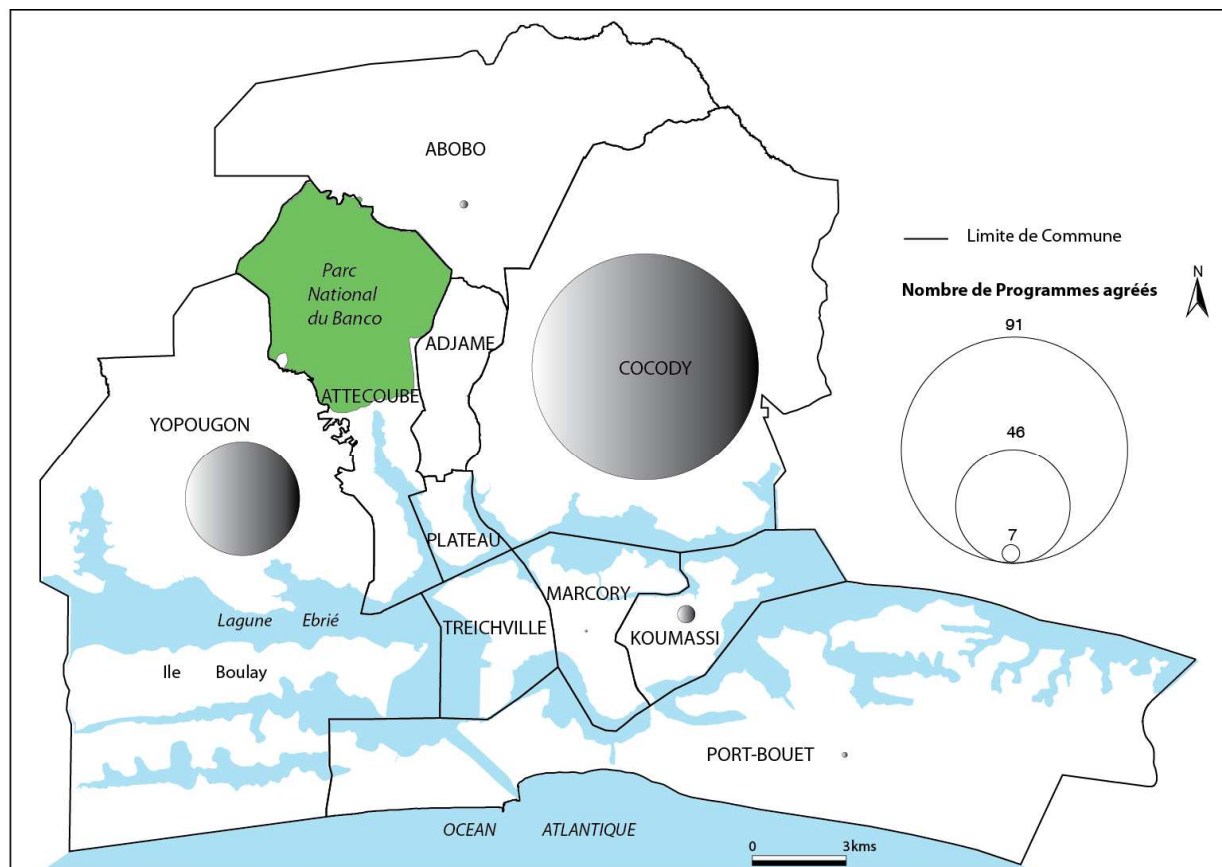 ABOBO
Limite de Commune
Parc
National
du Banco
Nombre de Programmes agréés
N
91
ADJAME
COCODY
ATTECOUBE
YOPOUGON
46
7
PLATEAU
MARCORY
Lagune Ebrié
TREICHVILLE
KOUMASSI
Ile Boulay
PORT-BOUET
OCEAN ATLANTIQUE
0 3kms